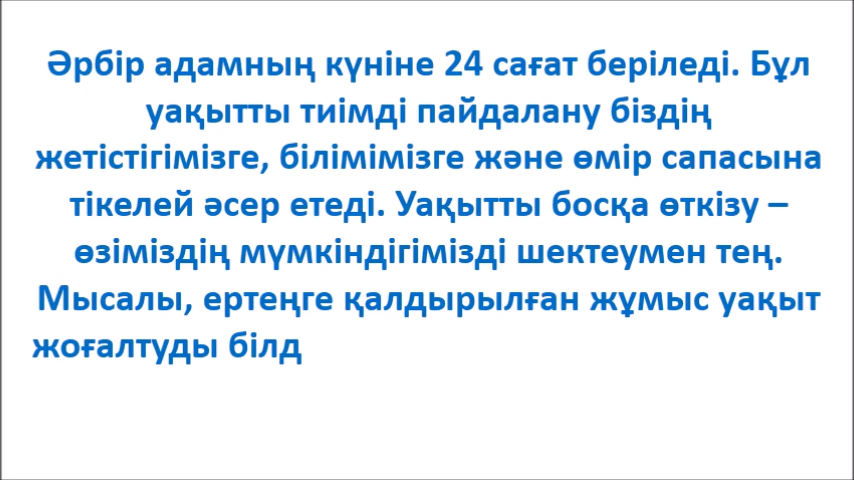 Әрбір адамның күніне 24 сағат беріледі. Бұл
уақытты тиімді пайдалану біздің
жетістігімізге, білімімізге және өмір сапасына
тікелей әсер етеді. Уақытты босқа өткізу –
өзіміздің мүмкіндігімізді шектеумен тең.
Мысалы, ертеңге қалдырылған жұмыс уақыт
жоғалтуды білд